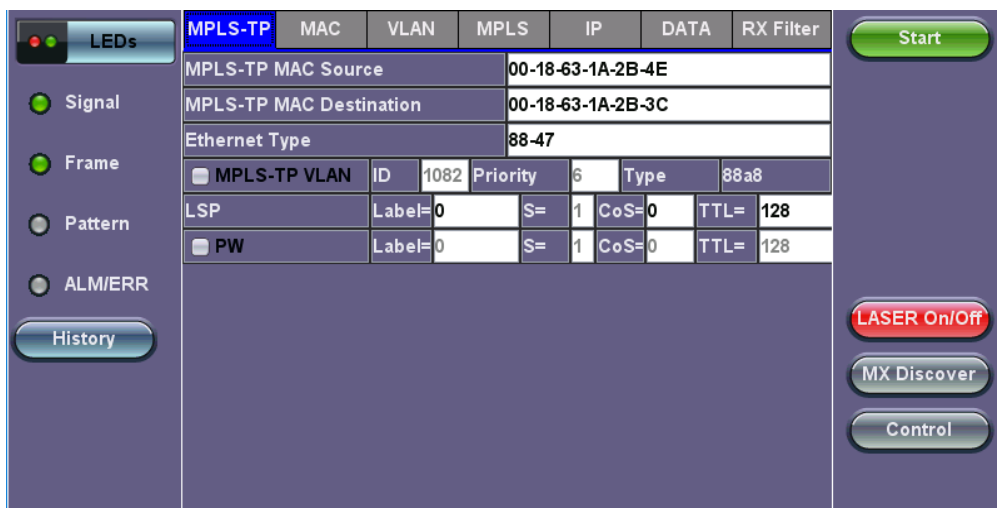 LEDs
Signal
Frame
Pattern
ALM/ERR
History
MPLS-TP MAC VLAN MPLS IP DATA RX Filter
MPLS-TP MAC Source 00-18-63-1A-2B-4E
MPLS-TP MAC Destination 00-18-63-1A-2B-3C
Ethernet Type 88-47
MPLS-TP VLAN ID 1082 Priority 6 Type 88a8
LSP Label= 0 S= 1 CoS= 0 TTL= 128
PW Label= 0 S= 1 CoS= 0 TTL= 128
Start
LASER On/Off
MX Discover
Control